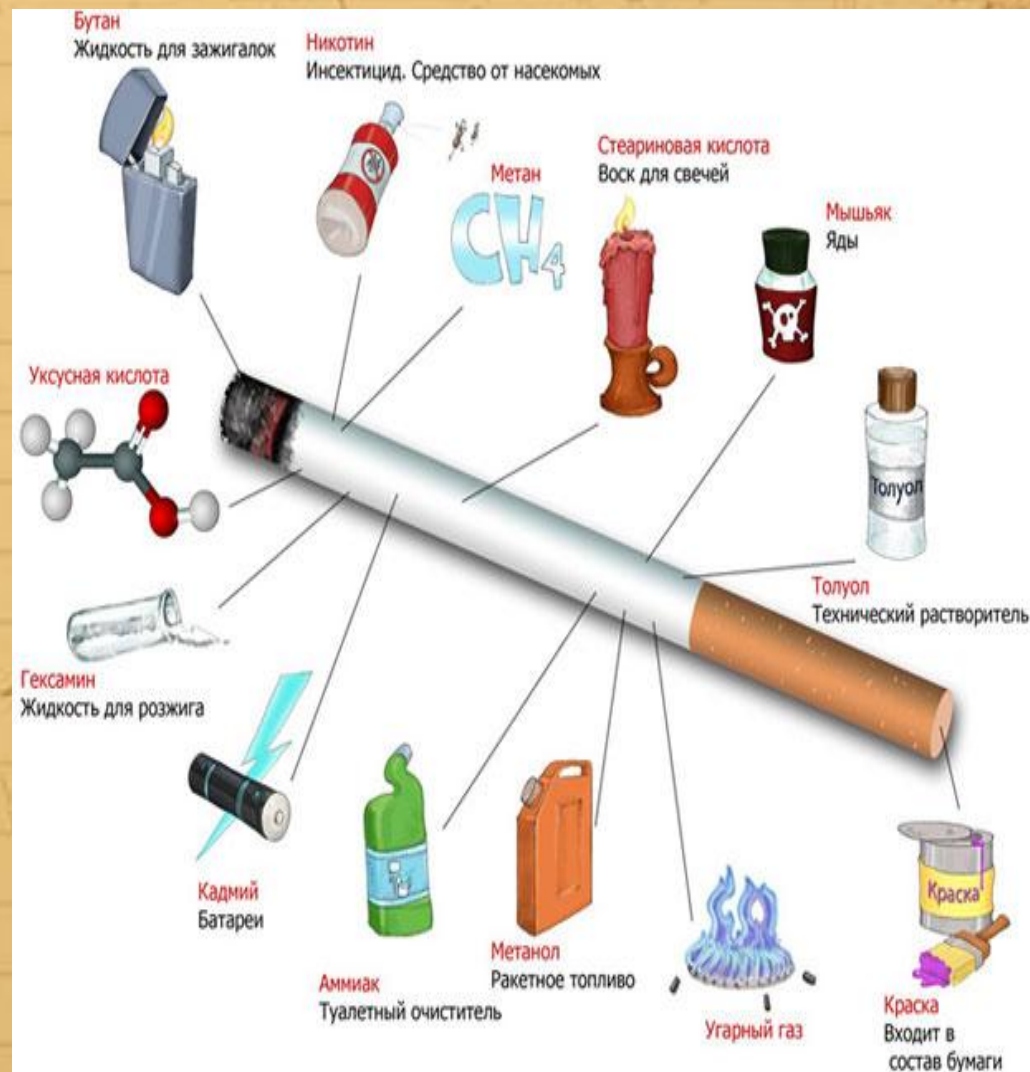 Бутан
Жидкость для зажигалок
Никотин
Инсектицид. Средство от насекомых
Метан
CH4
Стеариновая кислота
Воск для свечей
Мышьяк
Яды
Уксусная кислота
Толуол
Толуол
Технический растворитель
Гексамин
Жидкость для розжига
Кадмий
Батареи
Аммиак
Туалетный очиститель
Метанол
Ракетное топливо
CO
Угарный газ
Краска
Краска
Входит в
состав бумаги